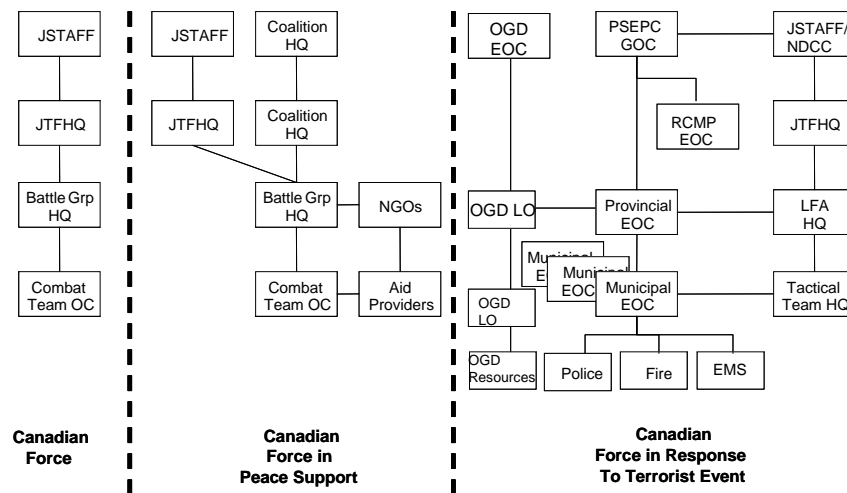 JSTAFF
JTFHQ
Battle Grp
HQ
Combat
Team OC
Canadian
Force
JSTAFF
Coalition
HQ
JTFHQ
Coalition
HQ
Battle Grp
HQ
NGOs
Combat
Team OC
Aid
Providers
Canadian
Force in
Peace Support
OGD
EOC
PSEPC
GOC
JSTAFF/
NDCC
RCMP
EOC
JTFHQ
OGD LO
Provincial
EOC
LFA
HQ
Municipal
EOC
Municipal
EOC
Municipal
EOC
OGD
LO
Tactical
Team HQ
OGD
Resources
Police
Fire
EMS
Canadian
Force in Response
To Terrorist Event